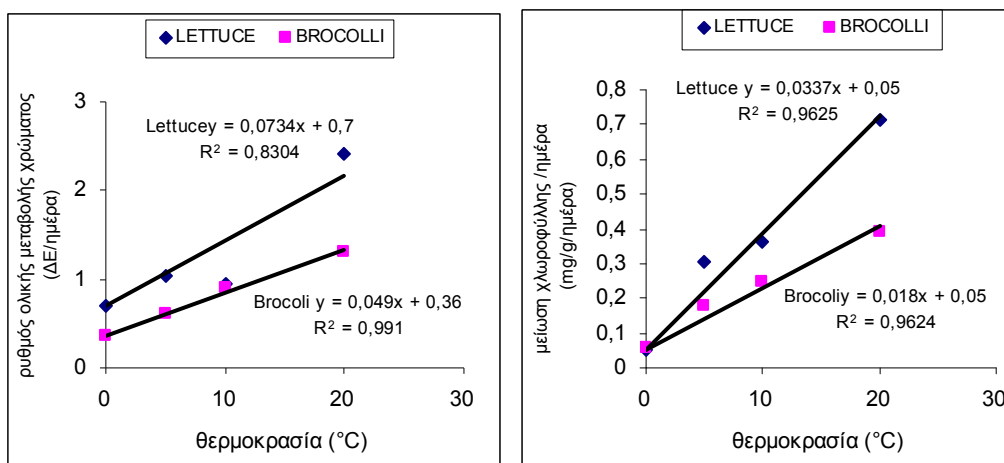 LETTUCE BROCOLLI
ρυθμός ολικής μεταβολής χρώματος
(ΔΕ/ημέρα)
3
2
1
0
Lettucey = 0,0734x + 0,7
R² = 0,8304
Brocoli y = 0,049x + 0,36
R² = 0,991
0 10 20 30
θερμοκρασία (°C)
LETTUCE BROCOLLI
μείωση χλωροφύλλης /ημέρα
(mg/g/ημέρα)
0,8
0,7
0,6
0,5
0,4
0,3
0,2
0,1
0
Lettuce y = 0,0337x + 0,05
R² = 0,9625
Brocoliy = 0,018x + 0,05
R² = 0,9624
0 10 20 30
θερμοκρασία (°C)